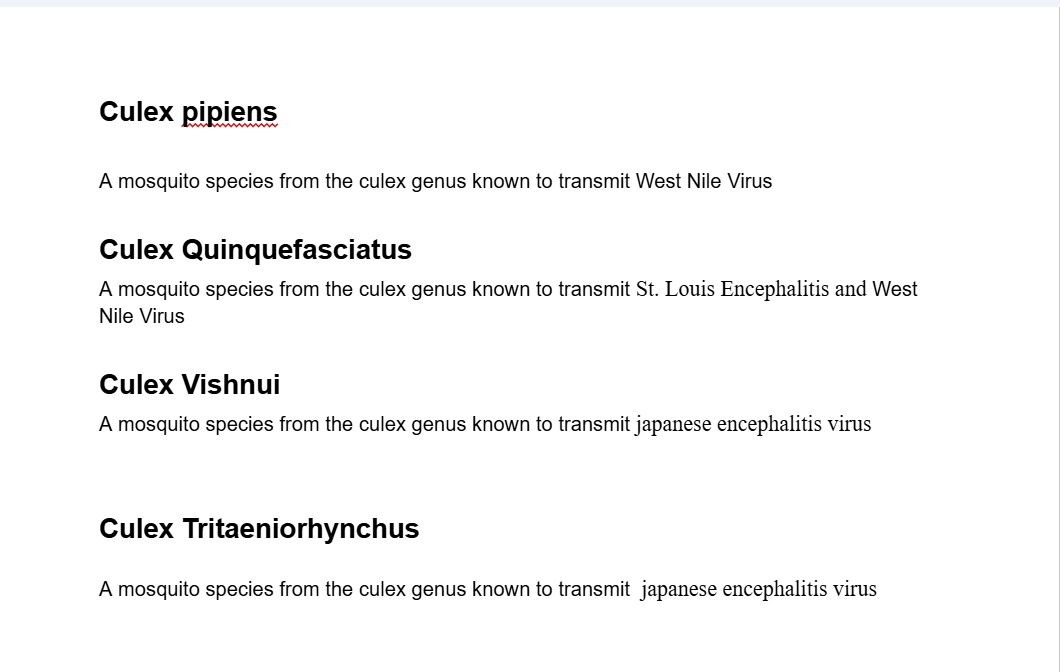 Culex pipiens
A mosquito species from the culex genus known to transmit West Nile Virus
Culex Quinquefasciatus
A mosquito species from the culex genus known to transmit St. Louis Encephalitis and West
Nile Virus
Culex Vishnui
A mosquito species from the culex genus known to transmit japanese encephalitis virus
Culex Tritaeniorhynchus
A mosquito species from the culex genus known to transmit  japanese encephalitis virus